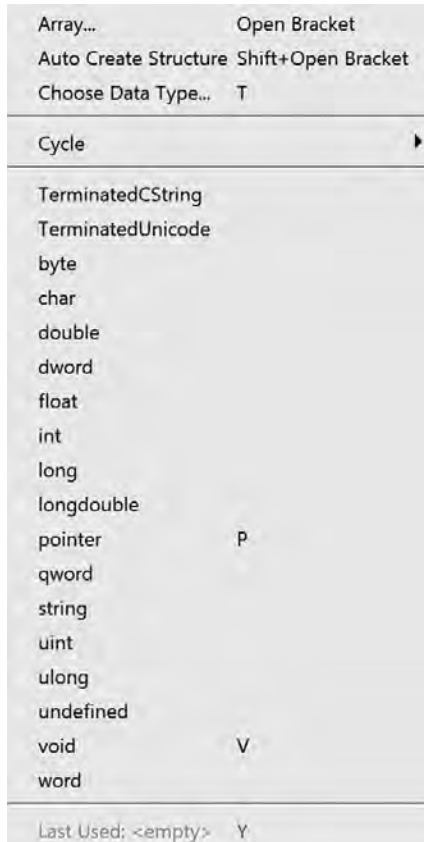 Array... Open Bracket
Auto Create Structure Shift+Open Bracket
Choose Data Type... T
Cycle
TerminatedCString
TerminatedUnicode
byte
char
double
dword
float
int
long
longdouble
pointer P
qword
string
uint
ulong
undefined
void V
word
Last Used: <empty> Y